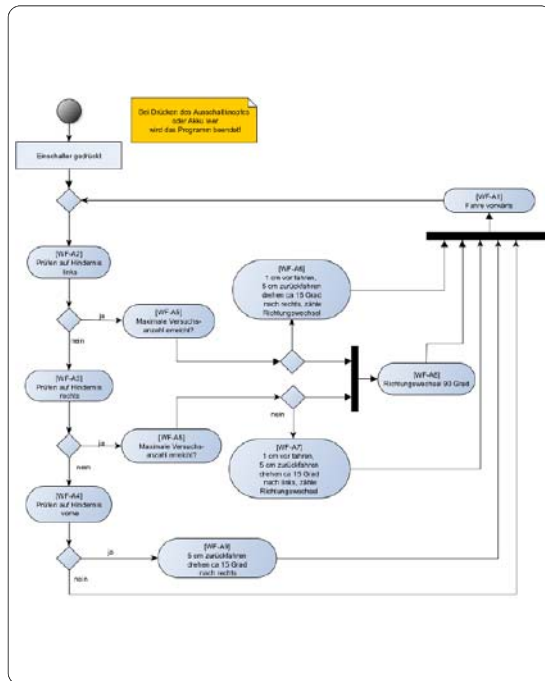 Bei Drücken des Ausschaltknopfes
oder Akku leer
wird das Programm beendet!
Einschalter gedrückt
[WF-A1]
Fahre vorwärts
[WF-A2]
Prüfen auf Hindernis
links
ja
nein
[WF-A5]
Maximale Versuchs-
anzahl erreicht?
[WF-A6]
1 cm vor fahren,
5 cm zurückfahren
drehen ca 15 Grad
nach rechts, zähle
Richtungswechsel
[WF-A3]
Prüfen auf Hindernis
rechts
ja
nein
Maximale Versuchs-
anzahl erreicht?
nein
Richtungswechsel 90 Grad
[WF-A7]
1 cm vor fahren,
5 cm zurückfahren
drehen ca 15 Grad
nach links, zähle
Richtungswechsel
[WF-A4]
Prüfen auf Hindernis
vorne
ja
nein
[WF-A9]
5 cm zurückfahren
drehen ca 15 Grad
nach rechts